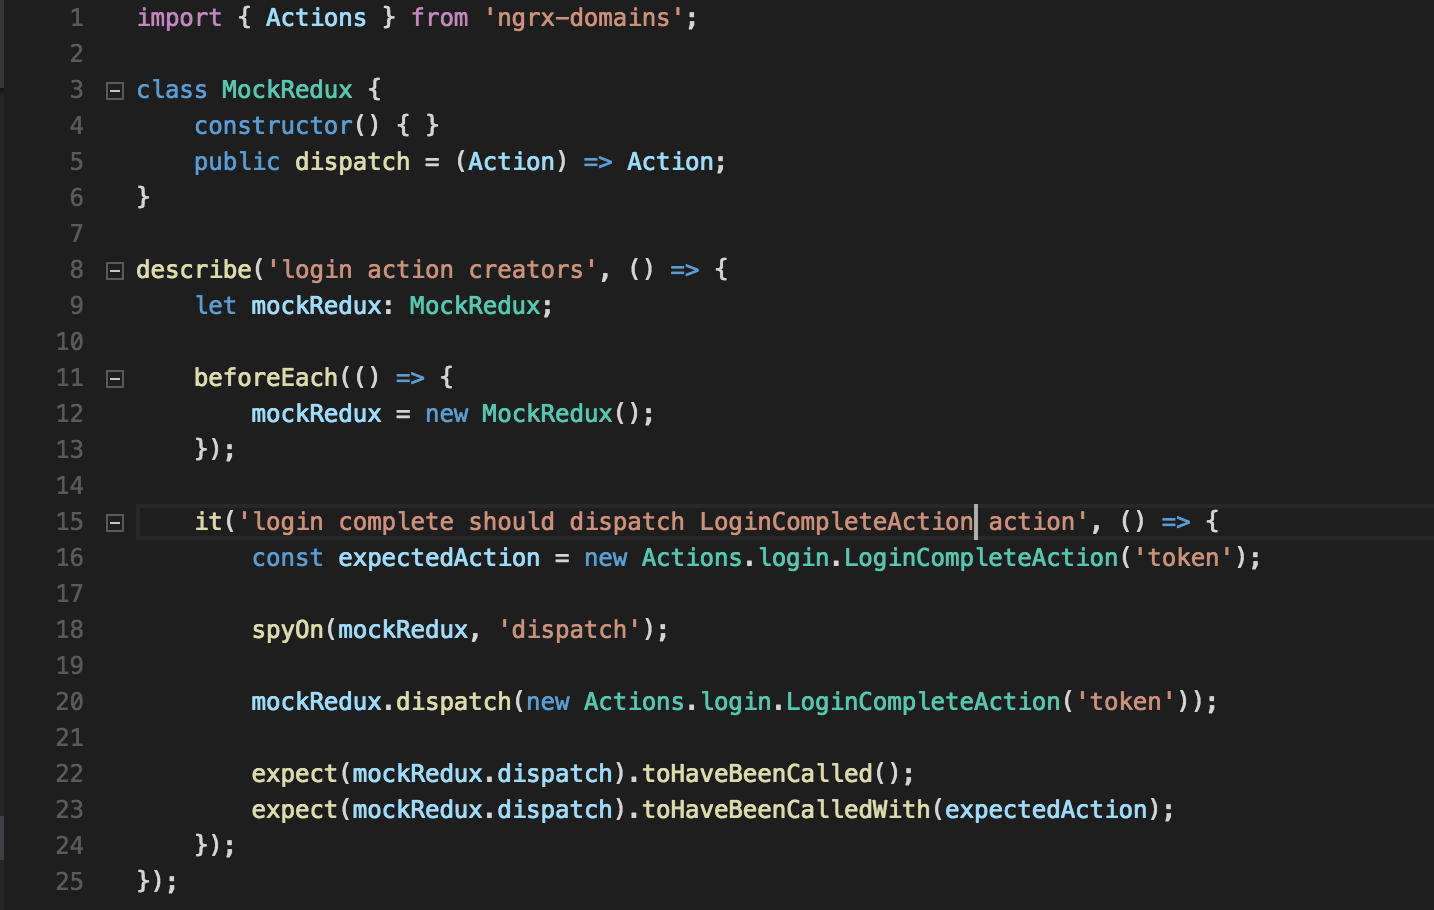 1 import { Actions } from 'ngrx-domains';
2
3 class MockRedux {
4 constructor() { }
5 public dispatch = (Action) => Action;
6 }
7
8 describe('login action creators', () => {
9 let mockRedux: MockRedux;
10
11 beforeEach(() => {
12 mockRedux = new MockRedux();
13 });
14
15 it('login complete should dispatch LoginCompleteAction action', () => {
16 const expectedAction = new Actions.login.LoginCompleteAction('token');
17
18 spyOn(mockRedux, 'dispatch');
19
20 mockRedux.dispatch(new Actions.login.LoginCompleteAction('token'));
21
22 expect(mockRedux.dispatch).toHaveBeenCalled();
23 expect(mockRedux.dispatch).toHaveBeenCalledWith(expectedAction);
24 });
25 });